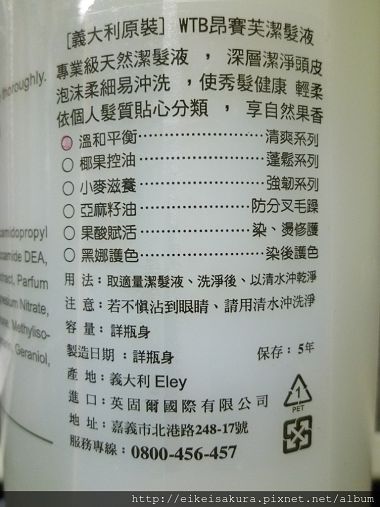 [義大利原裝] WTB昂賽芙潔髮液
專業級天然潔髮液 ， 深層潔淨頭皮
泡沫柔細易沖洗 ，使秀髮健康 輕柔
依個人髮質貼心分類 ， 享自然果香
溫和平衡························清爽系列
○ 椰果控油························蓬鬆系列
○ 小麥滋養························強韌系列
○ 亞麻籽油····················防分叉毛躁
○ 果酸賦活····················染、燙修護
○ 黑娜護色························染後護色
用 法：取適量潔髮液、洗淨後、以清水沖乾淨
注 意：若不慎沾到眼睛、請用清水沖洗淨
容 量：詳瓶身
製造日期：詳瓶身 保存：5年
產 地：義大利 Eley
進 口：英固爾國際有限公司
地 址：嘉義市北港路248-17號
服務專線：0800-456-457
1
PET
thoroughly.
amidopropyl
amide DEA,
tract, Parfum
esium Nitrate,
Methyliso-
Geraniol,
http://eikeisakura.pixnet.net/album